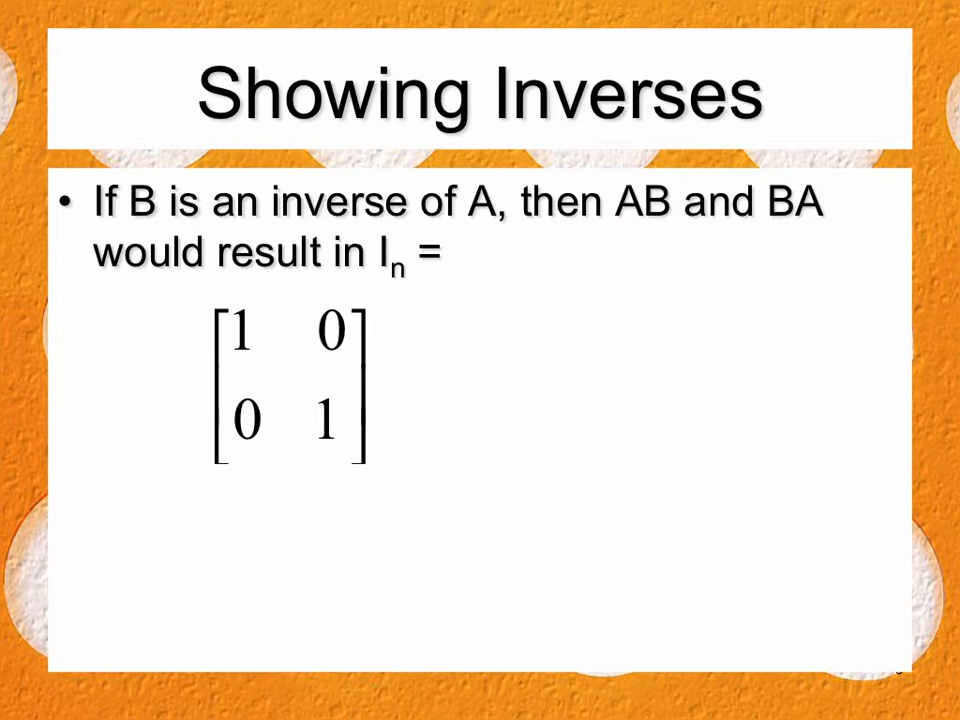 Showing Inverses
• If B is an inverse of A, then AB and BA
would result in Iₙ =
1 0
0 1